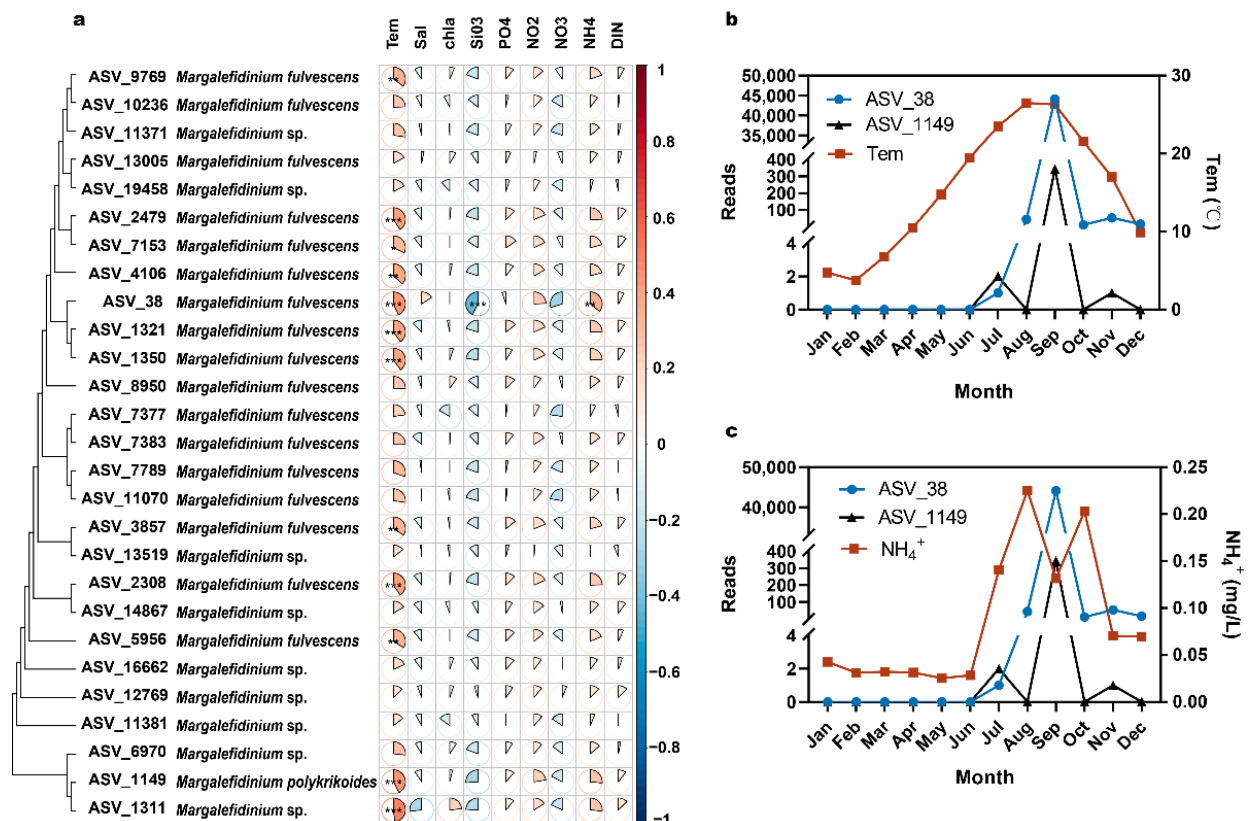 a
Tem Sal chla Si03 PO4 NO2 NO3 NH4 DIN
ASV_9769 Margalefidinium fulvescens **
ASV_10236 Margalefidinium fulvescens
ASV_11371 Margalefidinium sp.
ASV_13005 Margalefidinium fulvescens
ASV_19458 Margalefidinium sp.
ASV_2479 Margalefidinium fulvescens ***
ASV_7153 Margalefidinium fulvescens *
ASV_4106 Margalefidinium fulvescens **
ASV_38 Margalefidinium fulvescens *** *** **
ASV_1321 Margalefidinium fulvescens ***
ASV_1350 Margalefidinium fulvescens ***
ASV_8950 Margalefidinium fulvescens
ASV_7377 Margalefidinium fulvescens
ASV_7383 Margalefidinium fulvescens
ASV_7789 Margalefidinium fulvescens
ASV_11070 Margalefidinium fulvescens
ASV_3857 Margalefidinium fulvescens **
ASV_13519 Margalefidinium sp.
ASV_2308 Margalefidinium fulvescens ***
ASV_14867 Margalefidinium sp.
ASV_5956 Margalefidinium fulvescens **
ASV_16662 Margalefidinium sp.
ASV_12769 Margalefidinium sp.
ASV_11381 Margalefidinium sp.
ASV_6970 Margalefidinium sp.
ASV_1149 Margalefidinium polykrikoides ***
ASV_1311 Margalefidinium sp. ***
1
0.8
0.6
0.4
0.2
0
−0.2
−0.4
−0.6
−0.8
−1
b
50,000
45,000
40,000
35,000
400
300
200
100
4
2
0
Reads
ASV_38
ASV_1149
Tem
30
20
10
0
Tem (℃)
Jan Feb Mar Apr May Jun Jul Aug Sep Oct Nov Dec
Month
c
50,000
40,000
400
300
200
100
4
2
0
Reads
ASV_38
ASV_1149
NH₄⁺
0.25
0.20
0.15
0.10
0.05
0.00
NH₄⁺ (mg/L)
Jan Feb Mar Apr May Jun Jul Aug Sep Oct Nov Dec
Month